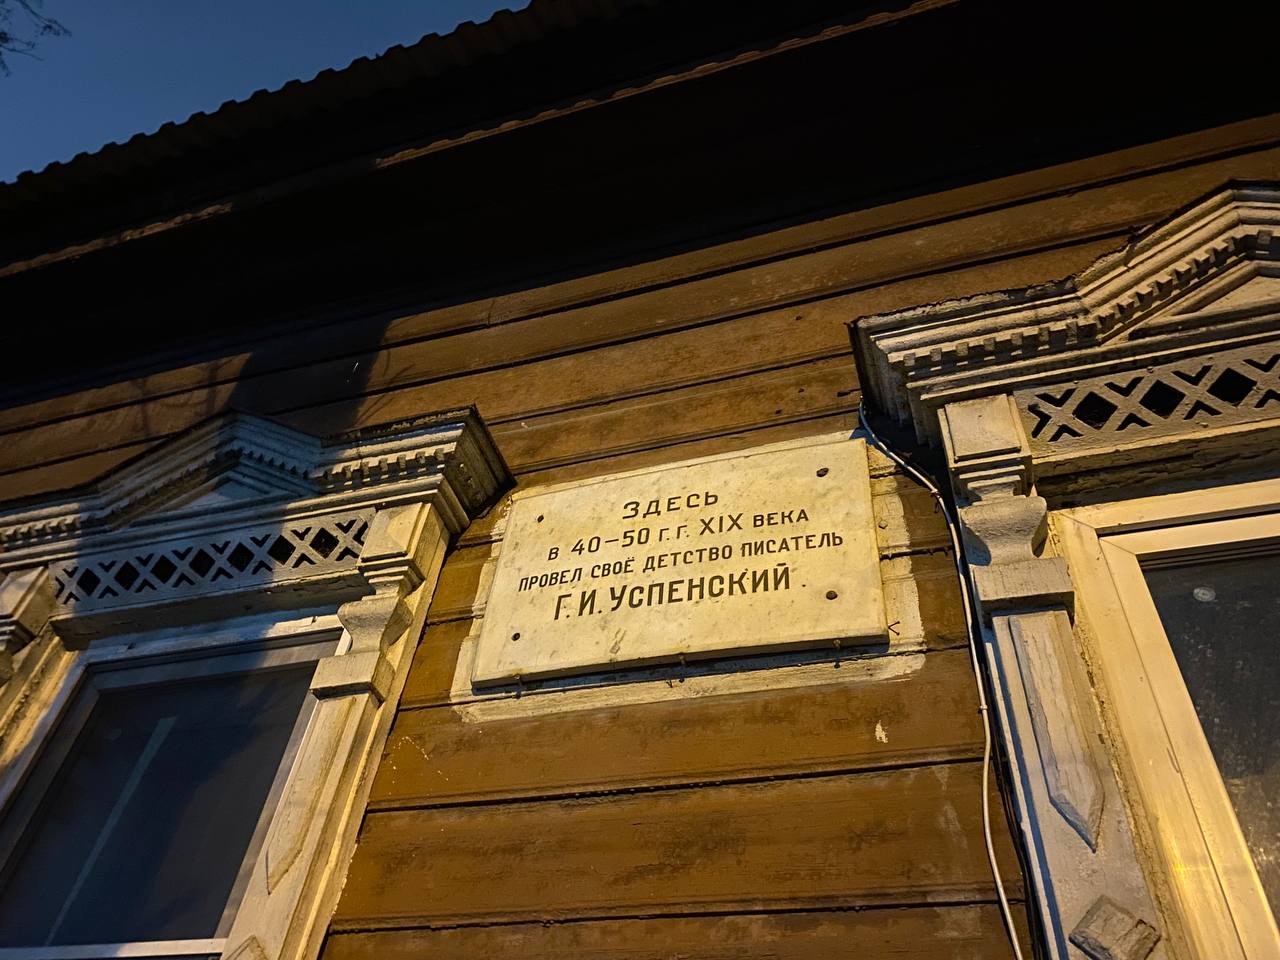 ЗДЕСЬ
В 40–50 Г.Г. XIX ВЕКА
ПРОВЕЛ СВОЁ ДЕТСТВО ПИСАТЕЛЬ
Г. И. УСПЕНСКИЙ.